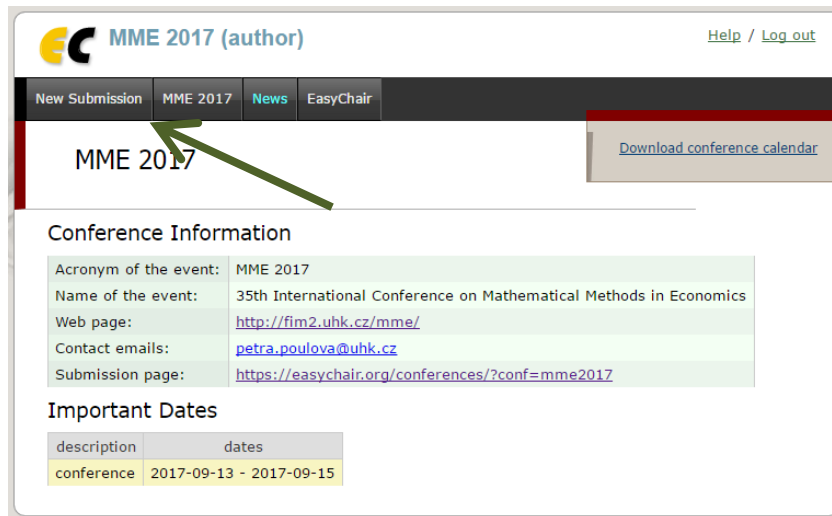 EC MME 2017 (author)
Help / Log out
New Submission MME 2017 News EasyChair
MME 2017
Download conference calendar
Conference Information
Acronym of the event: MME 2017
Name of the event: 35th International Conference on Mathematical Methods in Economics
Web page: http://fim2.uhk.cz/mme/
Contact emails: petra.poulova@uhk.cz
Submission page: https://easychair.org/conferences/?conf=mme2017
Important Dates
description dates
conference 2017-09-13 - 2017-09-15